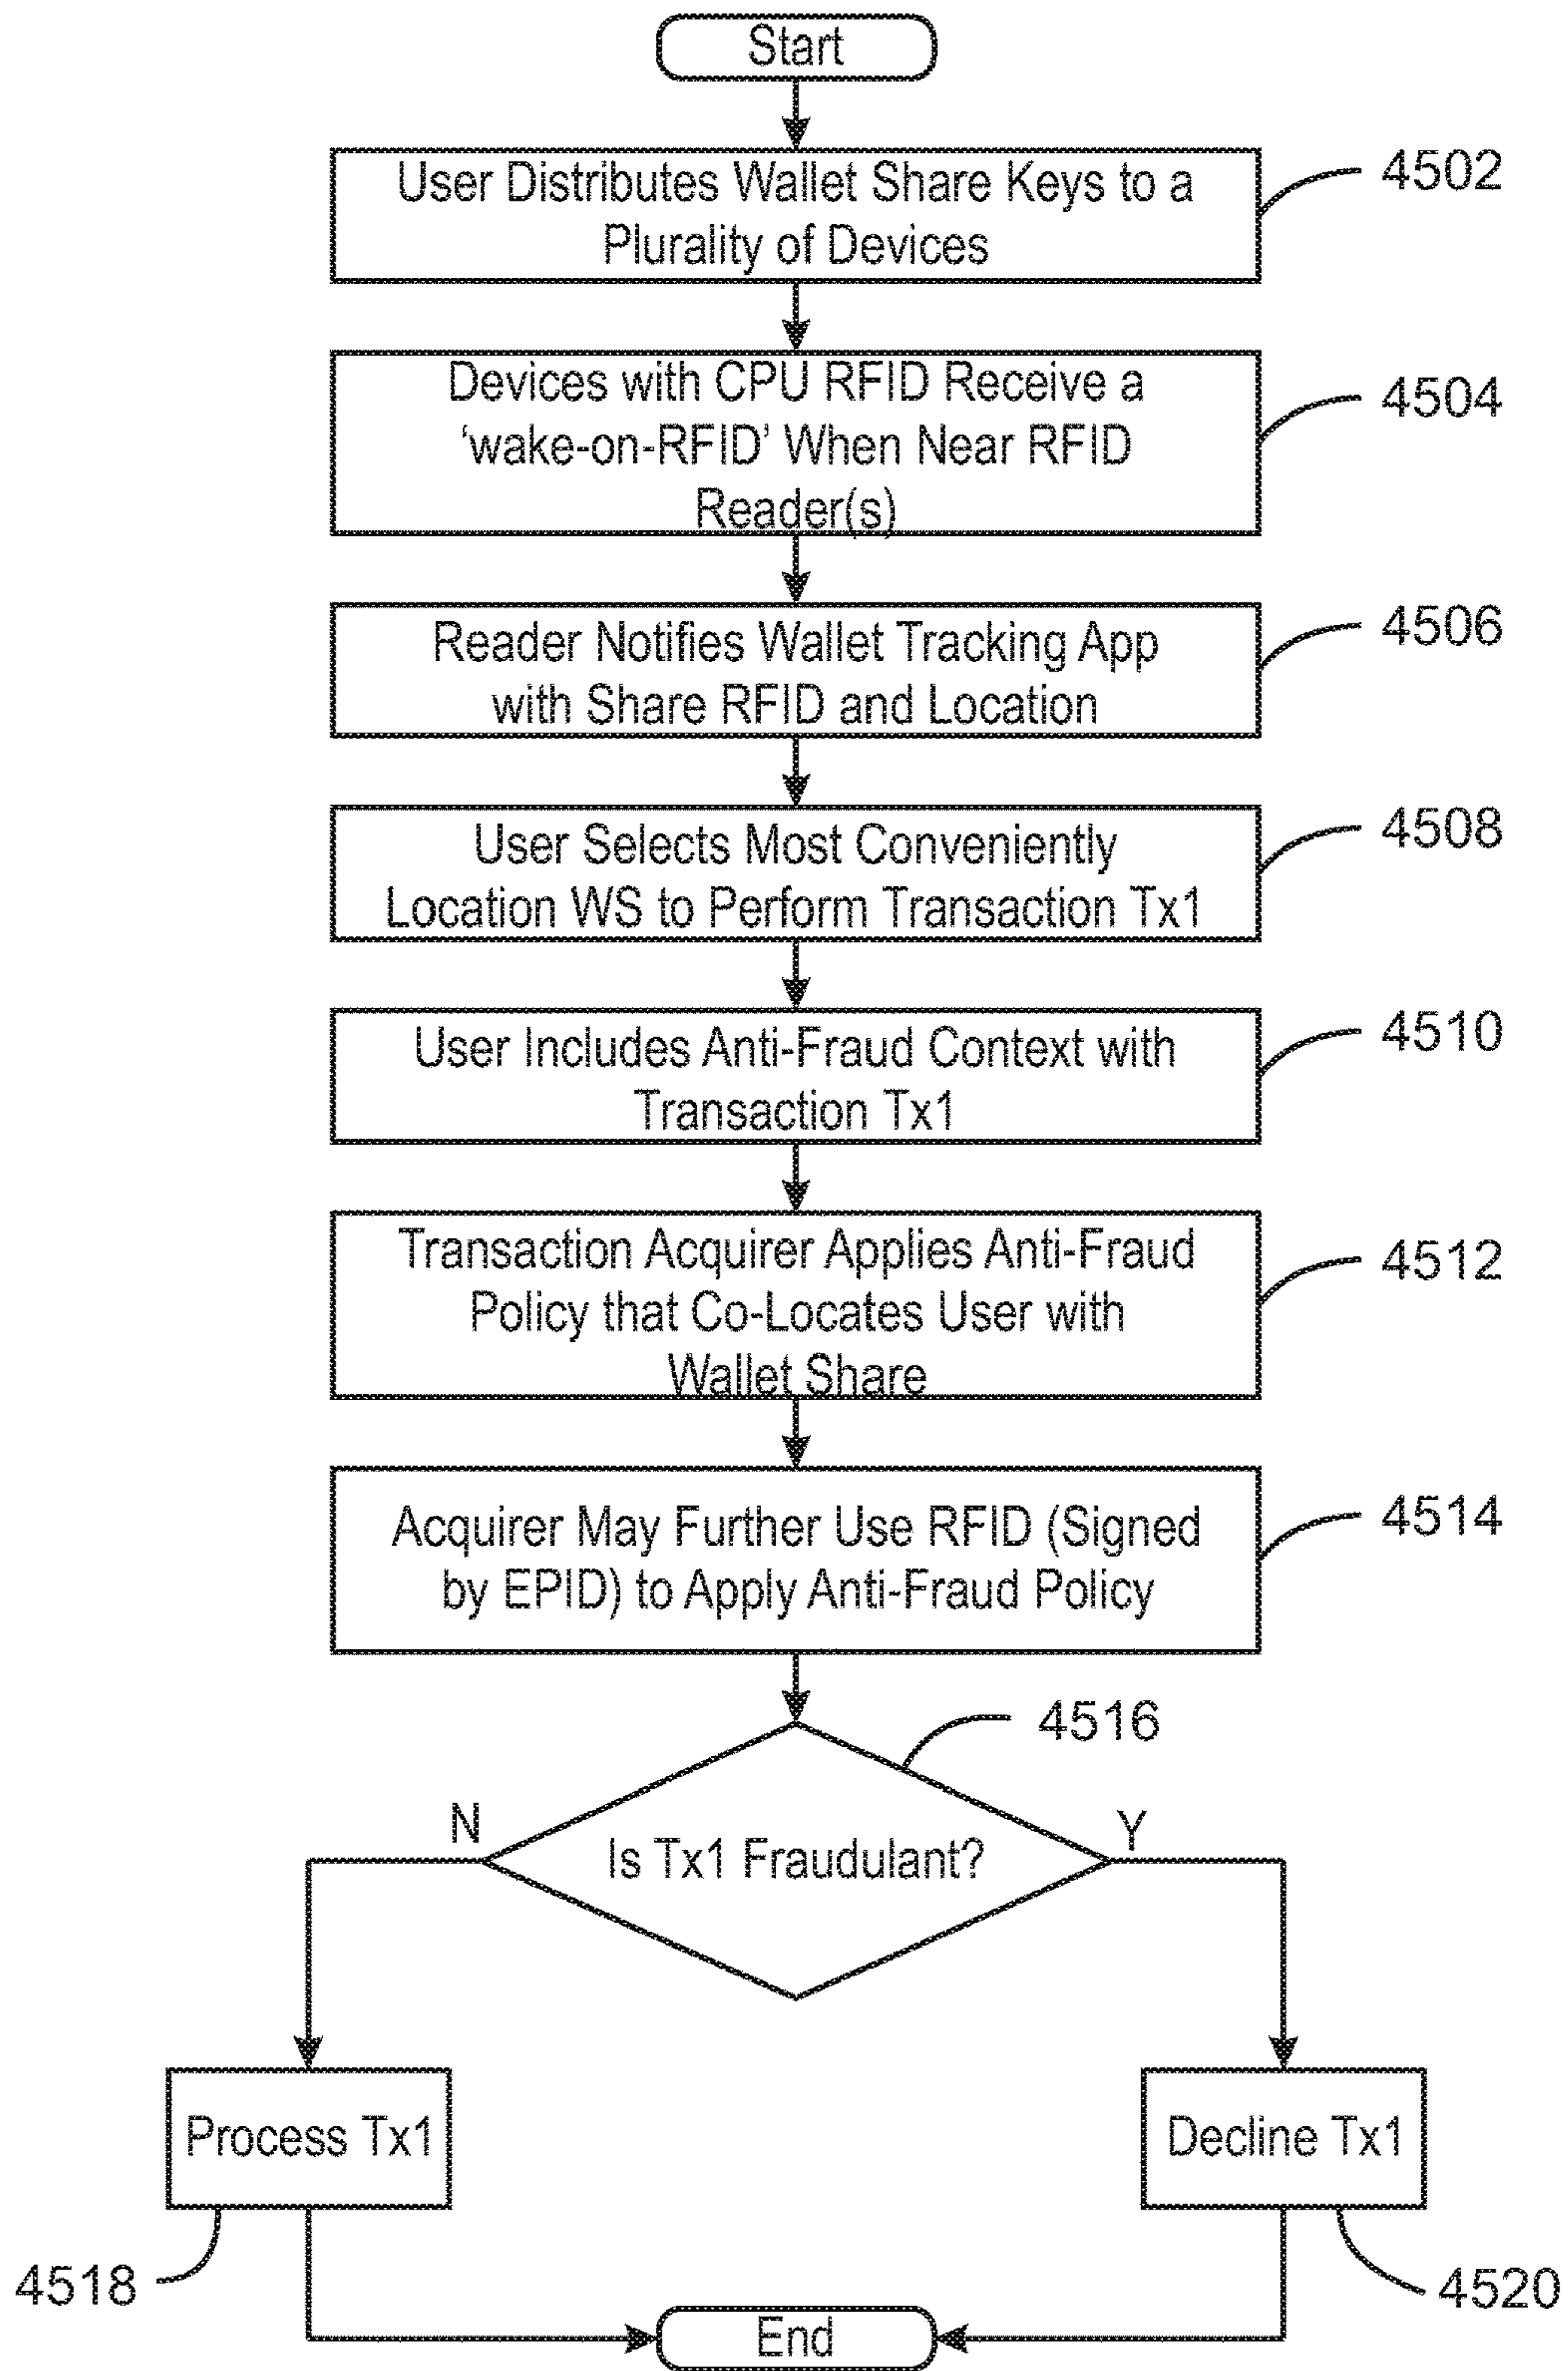 Start
User Distributes Wallet Share Keys to a
Plurality of Devices
4502
Devices with CPU RFID Receive a
‘wake-on-RFID’ When Near RFID
Reader(s)
4504
Reader Notifies Wallet Tracking App
with Share RFID and Location
4506
User Selects Most Conveniently
Location WS to Perform Transaction Tx1
4508
User Includes Anti-Fraud Context with
Transaction Tx1
4510
Transaction Acquirer Applies Anti-Fraud
Policy that Co-Locates User with
Wallet Share
4512
Acquirer May Further Use RFID (Signed
by EPID) to Apply Anti-Fraud Policy
4514
4516
N
Is Tx1 Fraudulant?
Y
Process Tx1
Decline Tx1
4518
4520
End